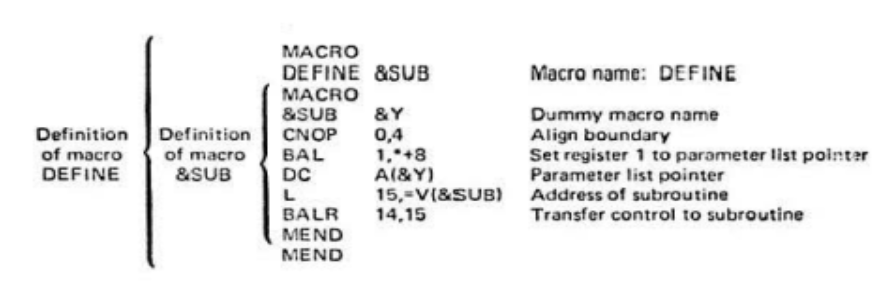 MACRO
DEFINE &SUB Macro name: DEFINE
MACRO
&SUB &Y Dummy macro name
Definition Definition CNOP 0,4 Align boundary
of macro of macro BAL 1,*+8 Set register 1 to parameter list pointer
DEFINE &SUB DC A(&Y) Parameter list pointer
L 15,=V(&SUB) Address of subroutine
BALR 14,15 Transfer control to subroutine
MEND
MEND